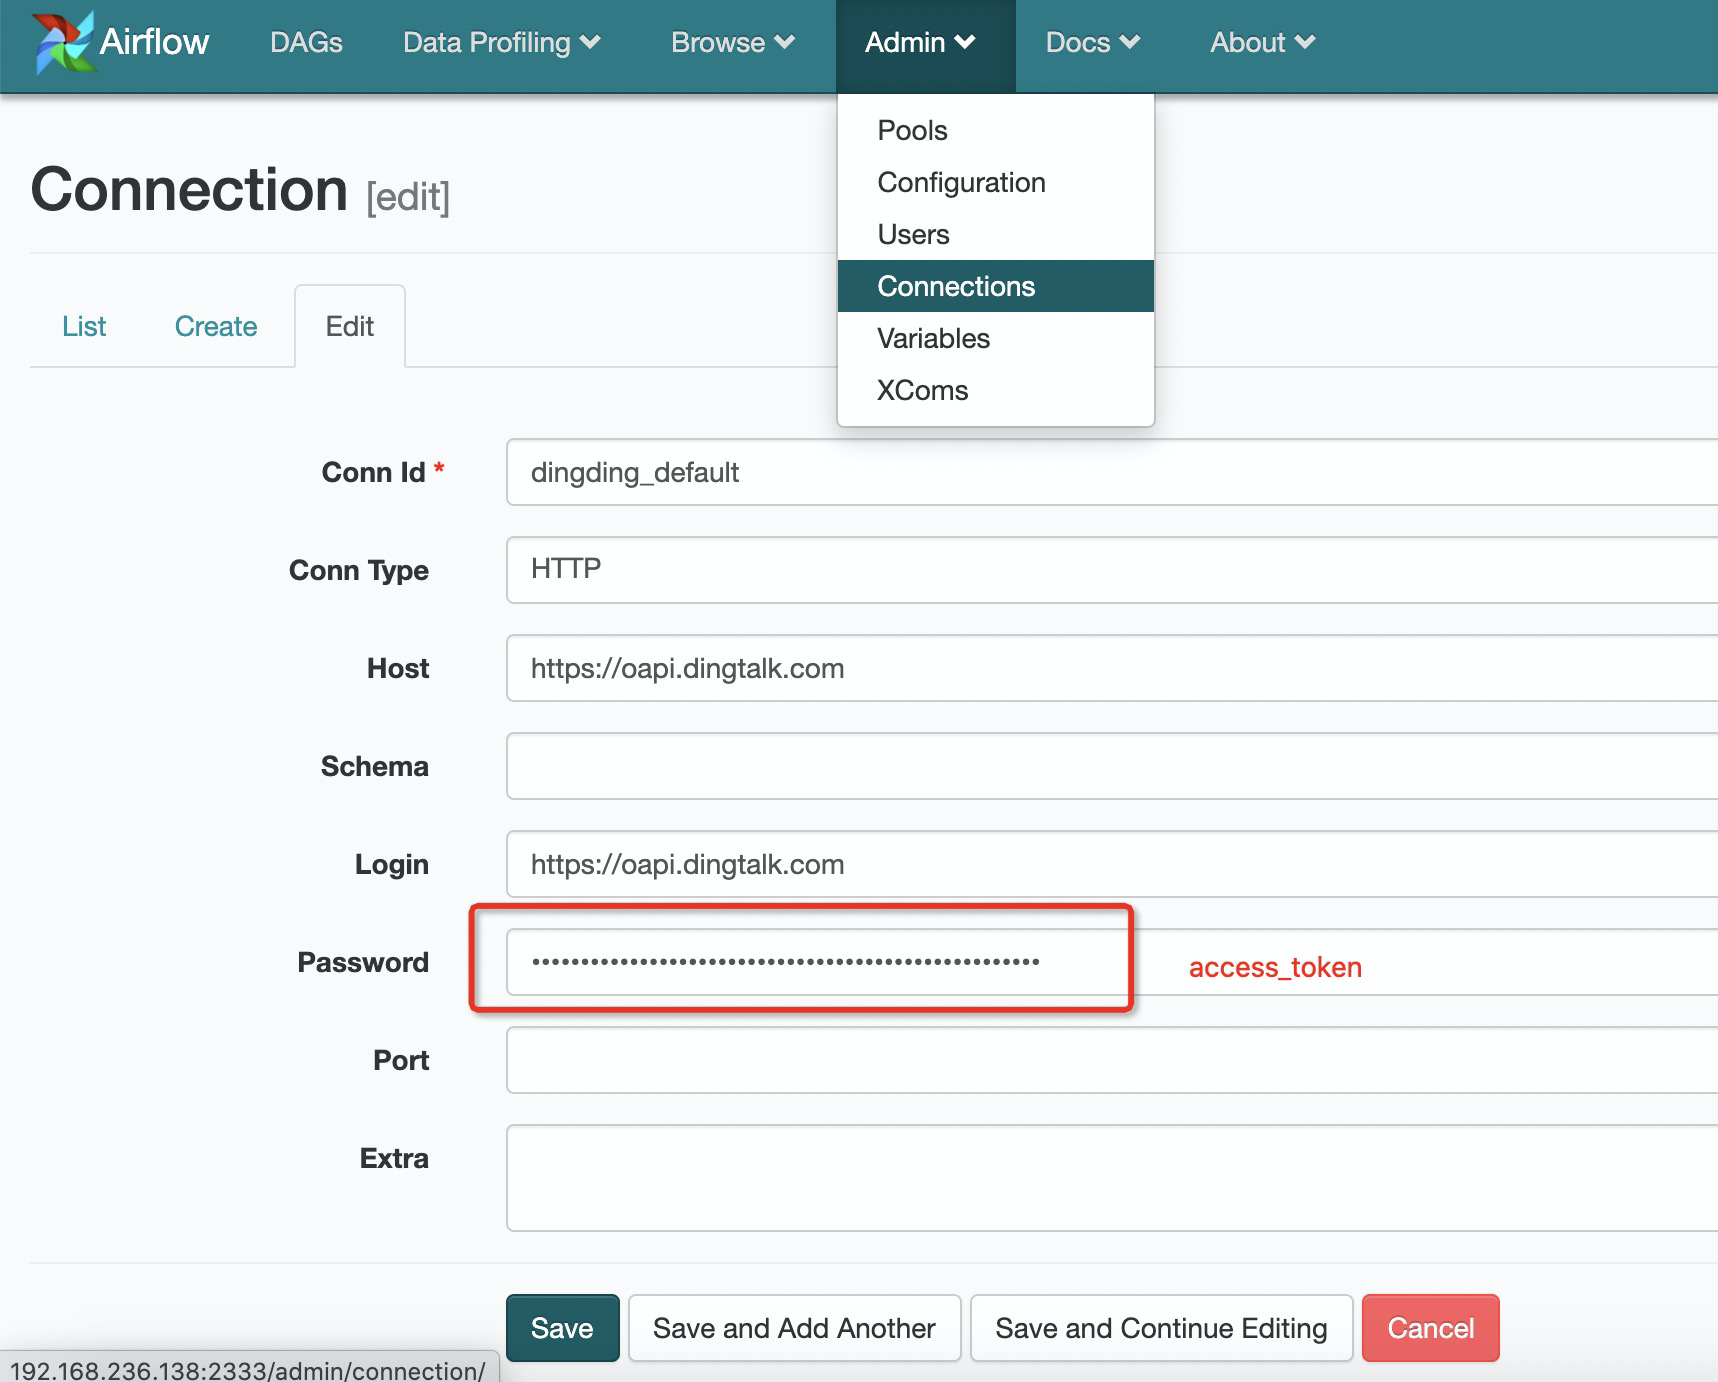 Airflow DAGs Data Profiling Browse Admin Docs About
Pools
Configuration
Users
Connections
Variables
XComs
Connection [edit]
List Create Edit
Conn Id * dingding_default
Conn Type HTTP
Host https://oapi.dingtalk.com
Schema
Login https://oapi.dingtalk.com
Password access_token
Port
Extra
Save Save and Add Another Save and Continue Editing Cancel
192.168.236.138:2333/admin/connection/